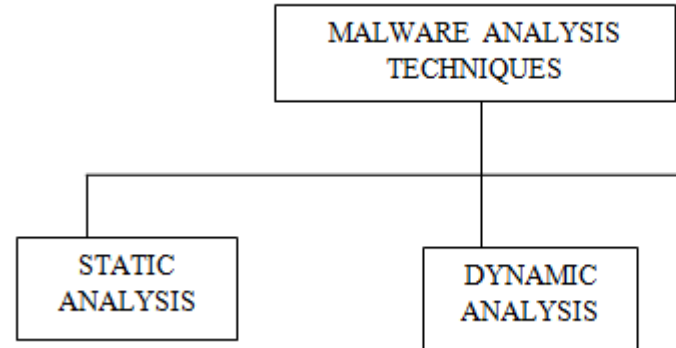 MALWARE ANALYSIS
TECHNIQUES
STATIC
ANALYSIS
DYNAMIC
ANALYSIS